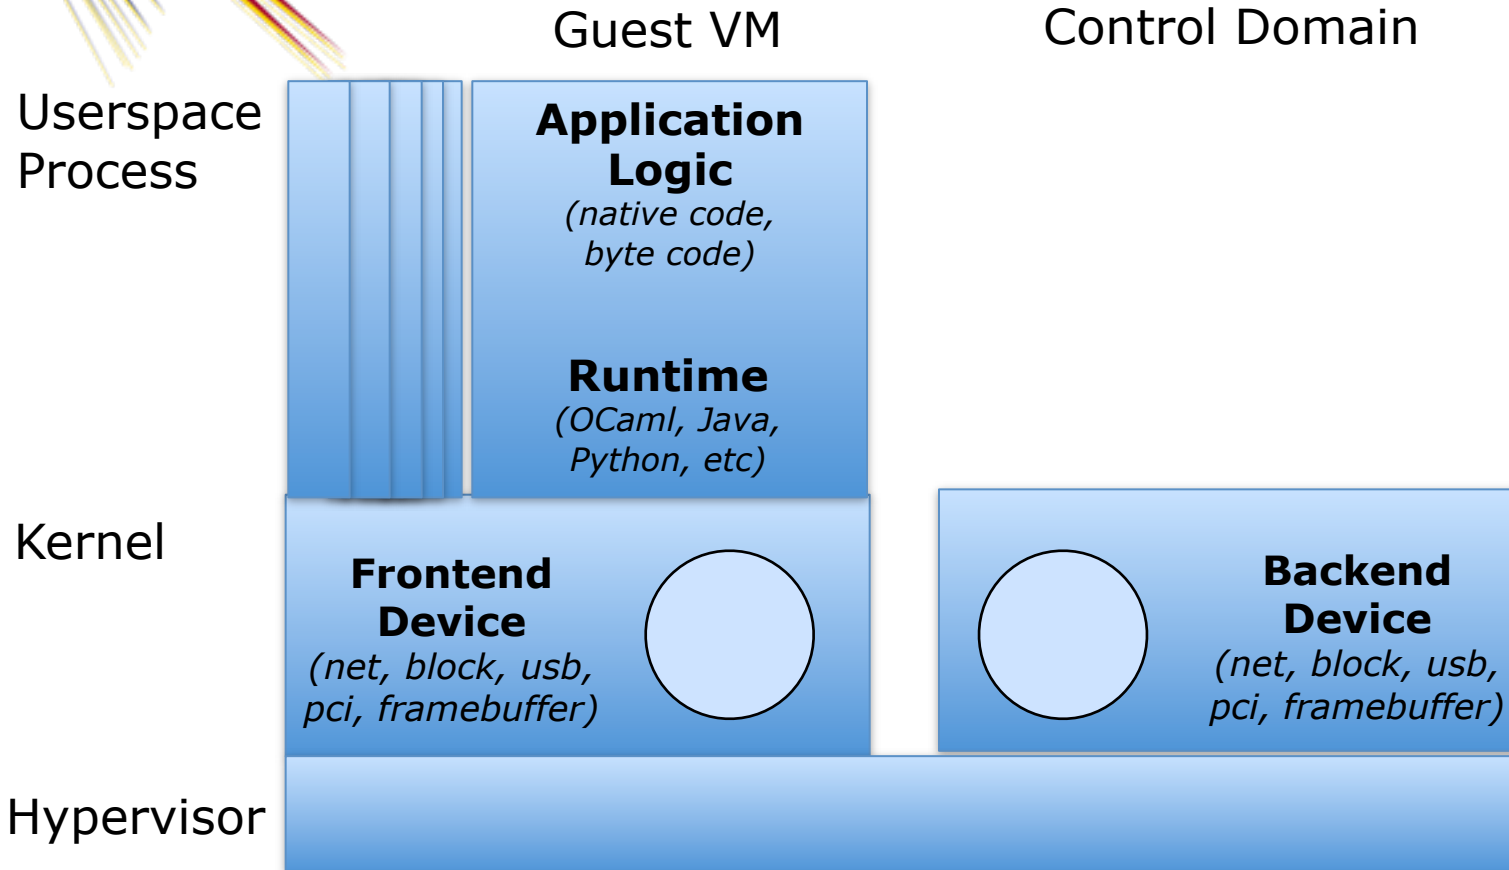 Guest VM
Control Domain
Userspace
Process
Application
Logic
(native code,
byte code)
Runtime
(OCaml, Java,
Python, etc)
Kernel
Frontend
Device
(net, block, usb,
pci, framebuffer)
Backend
Device
(net, block, usb,
pci, framebuffer)
Hypervisor